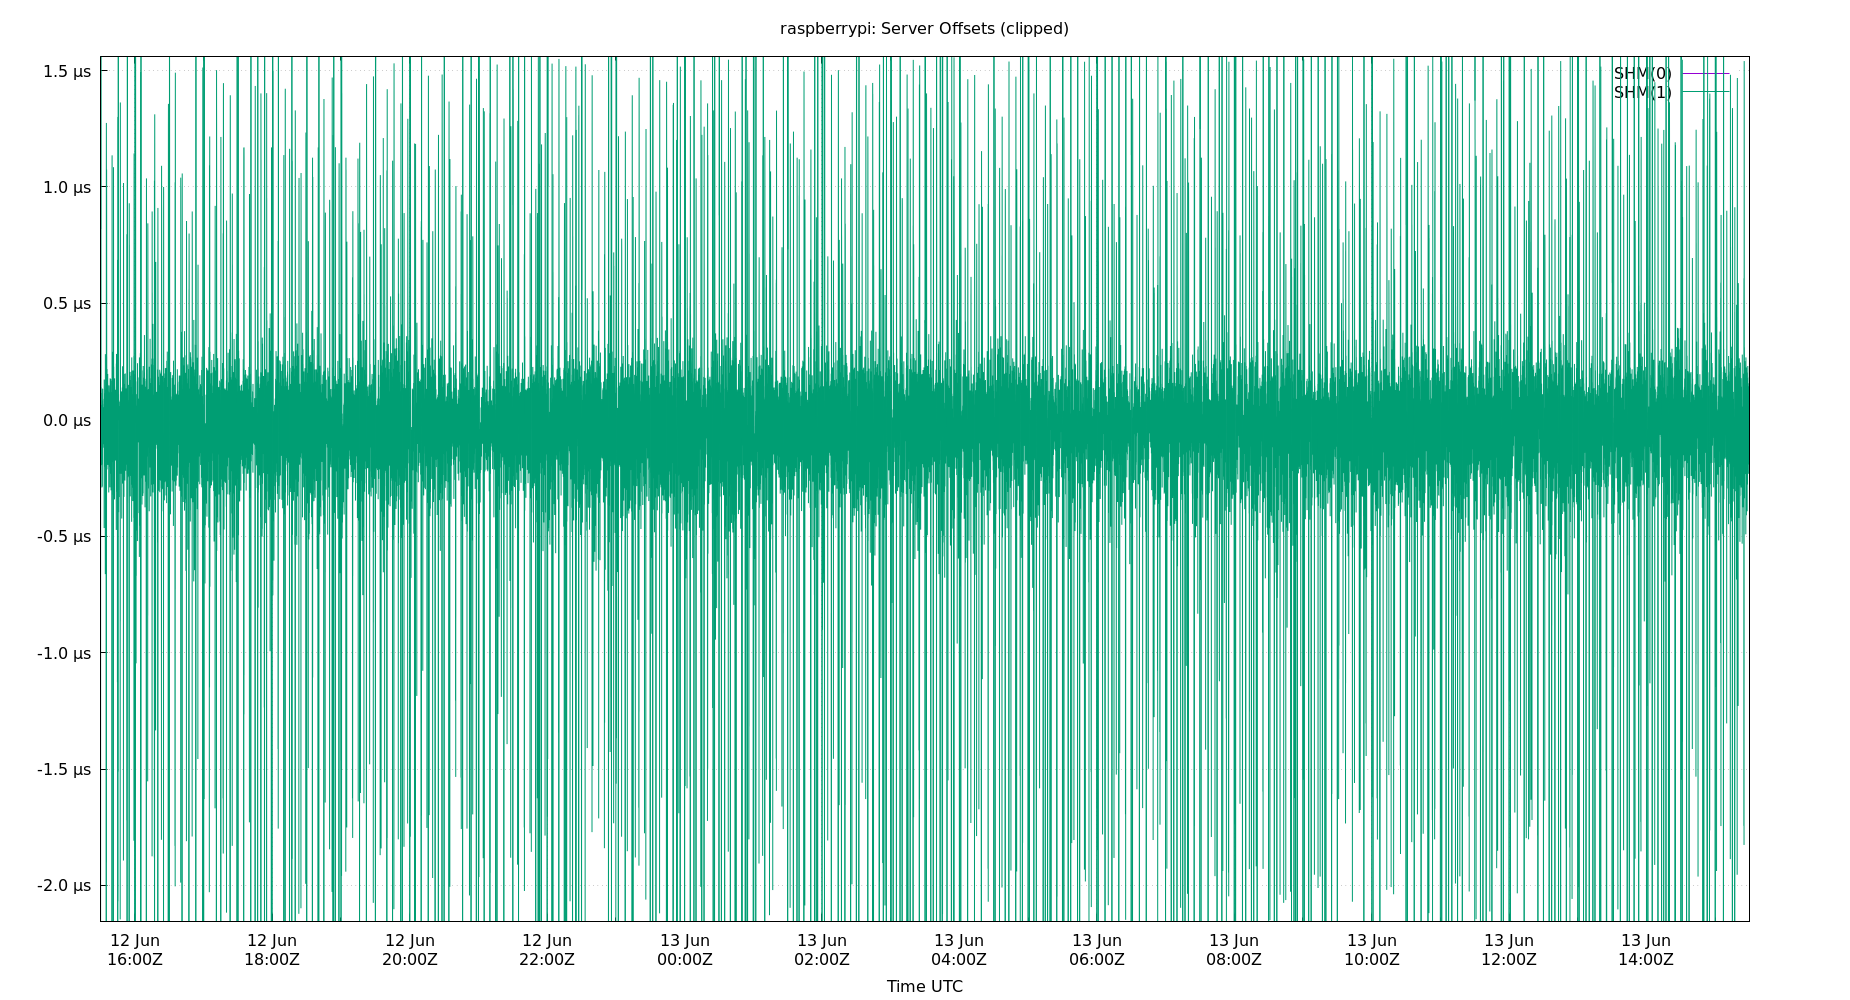 raspberrypi: Server Offsets (clipped)
1.5 µs
1.0 µs
0.5 µs
0.0 µs
-0.5 µs
-1.0 µs
-1.5 µs
-2.0 µs
SHM(0)
SHM(1)
12 Jun 12 Jun 12 Jun 12 Jun 13 Jun 13 Jun 13 Jun 13 Jun 13 Jun 13 Jun 13 Jun 13 Jun
16:00Z 18:00Z 20:00Z 22:00Z 00:00Z 02:00Z 04:00Z 06:00Z 08:00Z 10:00Z 12:00Z 14:00Z
Time UTC